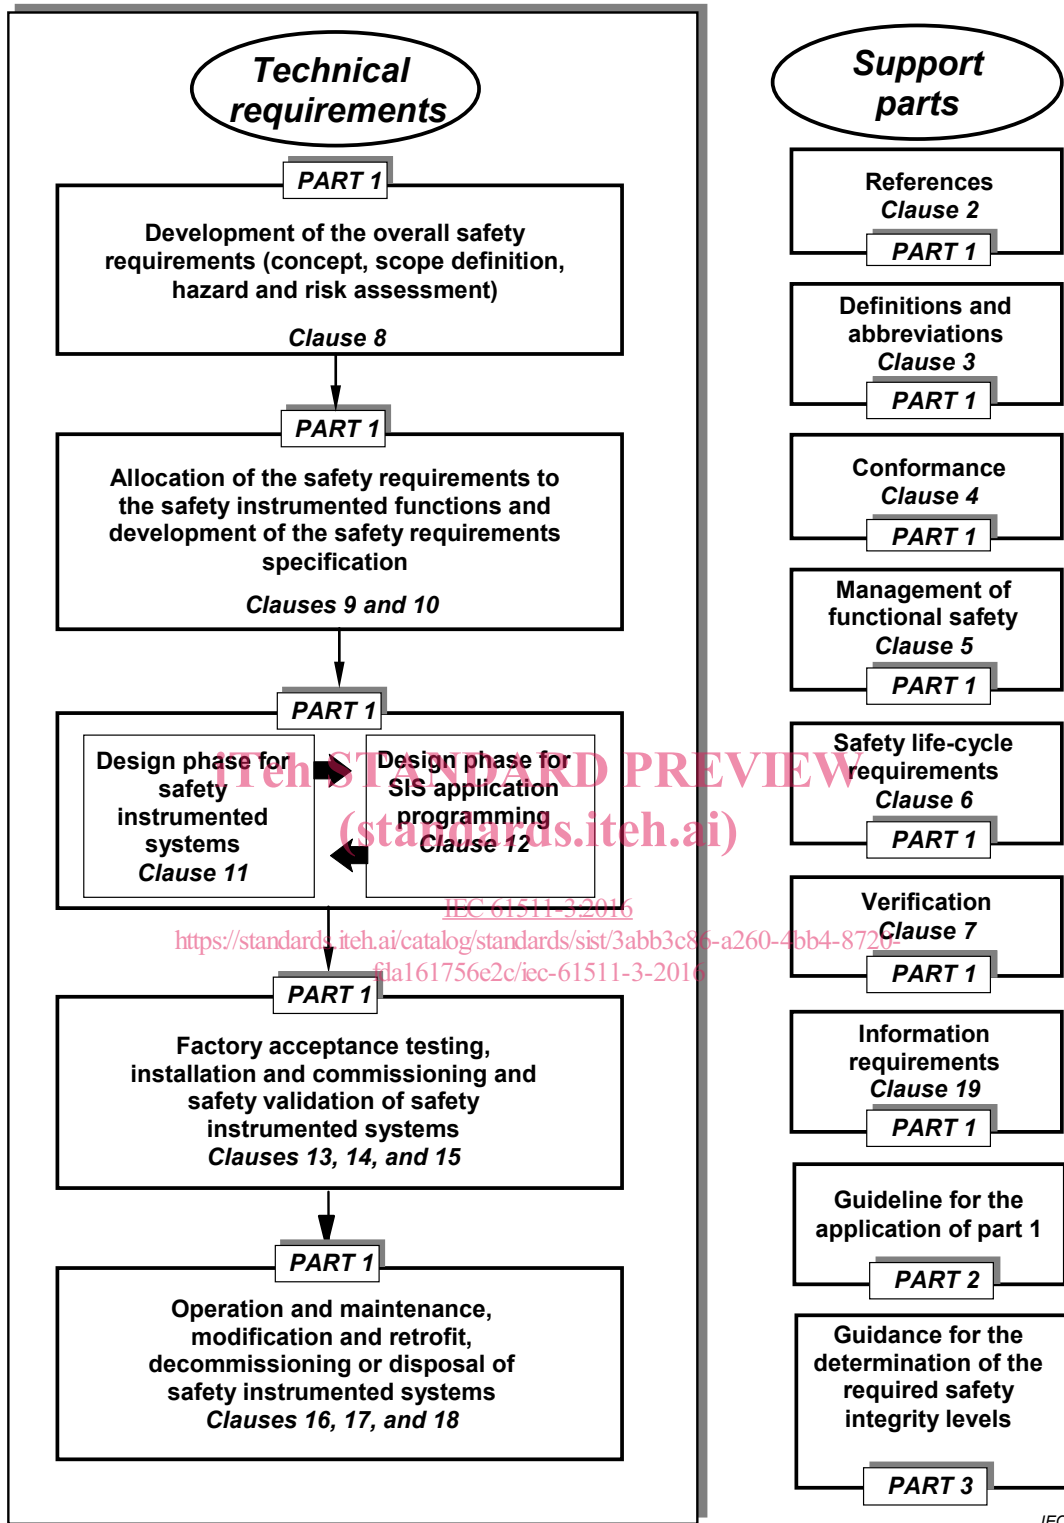 Technical
requirements
PART 1
Development of the overall safety
requirements (concept, scope definition,
hazard and risk assessment)
Clause 8
PART 1
Allocation of the safety requirements to
the safety instrumented functions and
development of the safety requirements
specification
Clauses 9 and 10
PART 1
Design phase for
safety
instrumented
systems
Clause 11
Design phase for
SIS application
programming
Clause 12
PART 1
Factory acceptance testing,
installation and commissioning and
safety validation of safety
instrumented systems
Clauses 13, 14, and 15
PART 1
Operation and maintenance,
modification and retrofit,
decommissioning or disposal of
safety instrumented systems
Clauses 16, 17, and 18
Support
parts
References
Clause 2
PART 1
Definitions and
abbreviations
Clause 3
PART 1
Conformance
Clause 4
PART 1
Management of
functional safety
Clause 5
PART 1
Safety life-cycle
requirements
Clause 6
PART 1
Verification
Clause 7
PART 1
Information
requirements
Clause 19
PART 1
Guideline for the
application of part 1
PART 2
Guidance for the
determination of the
required safety
integrity levels
PART 3
IEC
iTeh STANDARD PREVIEW
(standards.iteh.ai)
IEC 61511-3:2016
https://standards.iteh.ai/catalog/standards/sist/3abb3c86-a260-4bb4-8720-
fda161756e2c/iec-61511-3-2016